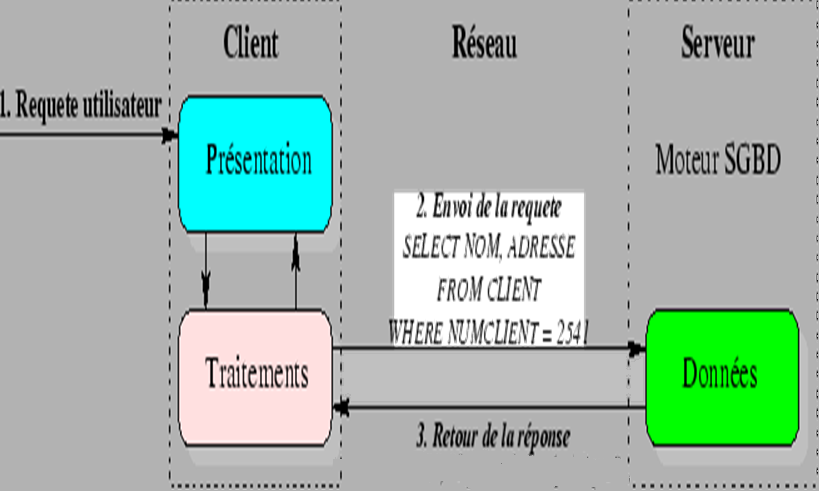 Client
Réseau
Serveur
1. Requete utilisateur
Présentation
Moteur SGBD
2. Envoi de la requete
SELECT NOM, ADRESSE
FROM CLIENT
WHERE NUMCLIENT = 2541
Traitements
Données
3. Retour de la réponse